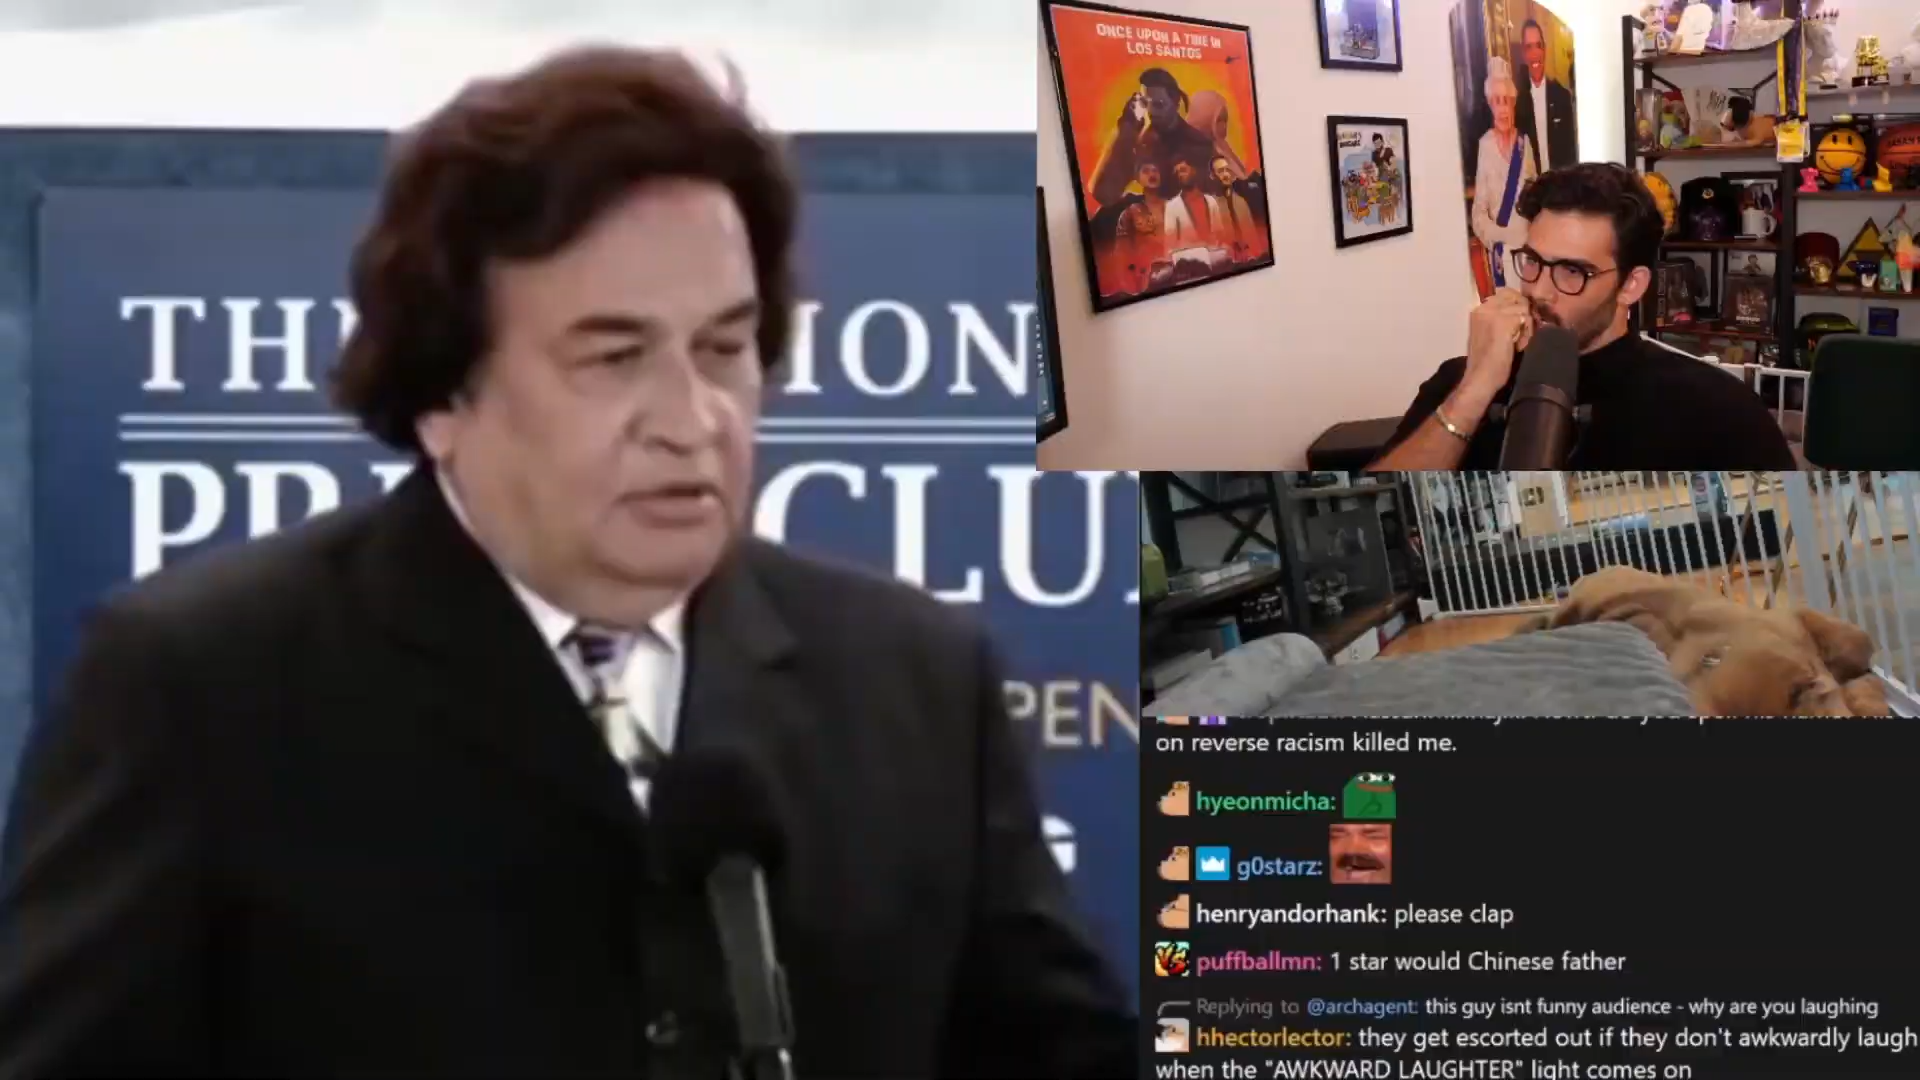 ONCE UPON A TIME IN
LOS SANTOS
THE
ION
PR
CLU
PEN
on reverse racism killed me.
hyeonmicha:
g0starz:
henryandorhank: please clap
puffballmn: 1 star would Chinese father
Replying to @archagent: this guy isnt funny audience - why are you laughing
hhectorlector: they get escorted out if they don't awkwardly laugh
when the "AWKWARD LAUGHTER" light comes on